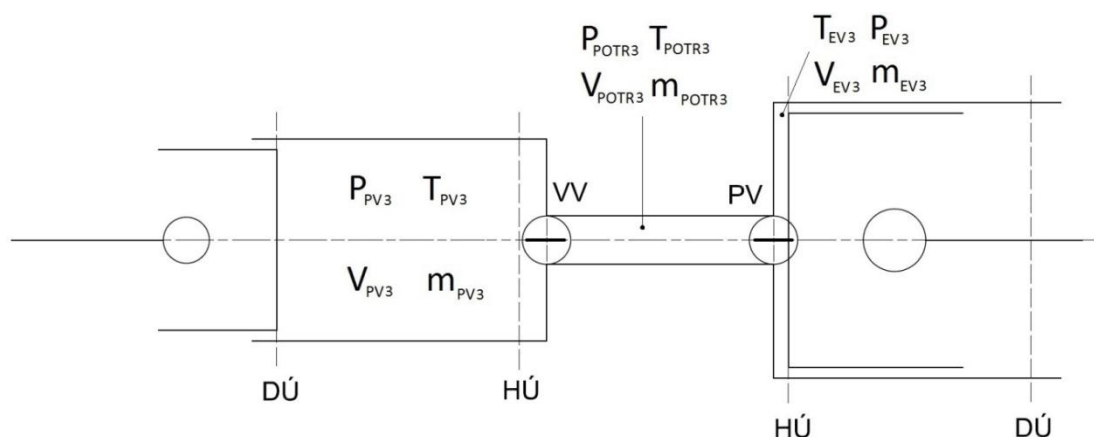 P_POTR3 T_POTR3
V_POTR3 m_POTR3
T_EV3 P_EV3
V_EV3 m_EV3
P_PV3 T_PV3
VV
PV
V_PV3 m_PV3
DÚ
HÚ
HÚ
DÚ